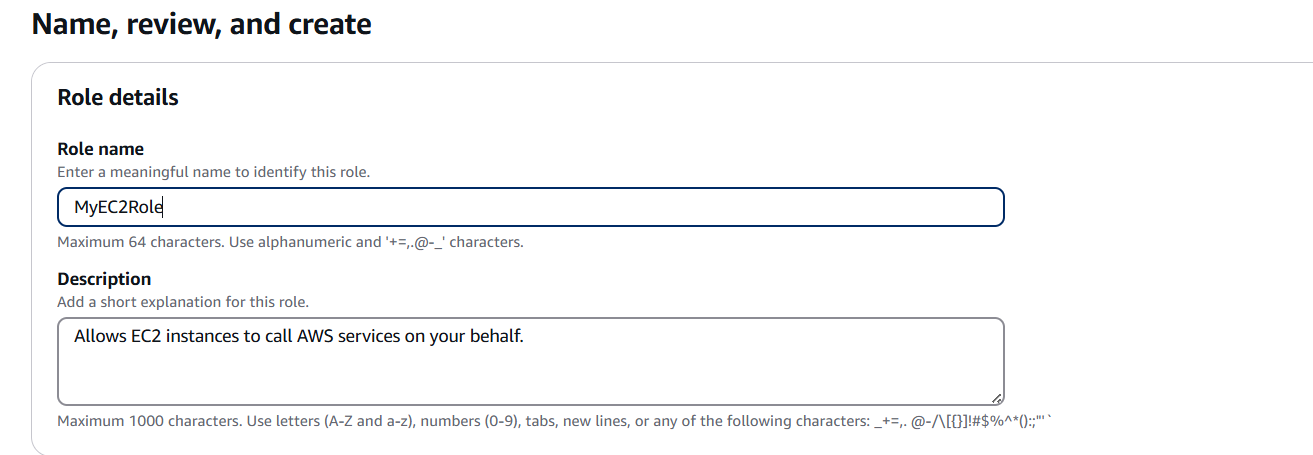 Name, review, and create
Role details
Role name
Enter a meaningful name to identify this role.
MyEC2Role
Maximum 64 characters. Use alphanumeric and '+=,.@-_' characters.
Description
Add a short explanation for this role.
Allows EC2 instances to call AWS services on your behalf.
Maximum 1000 characters. Use letters (A-Z and a-z), numbers (0-9), tabs, new lines, or any of the following characters: _+=,. @-/\[{}]!#$%^*():;"'`